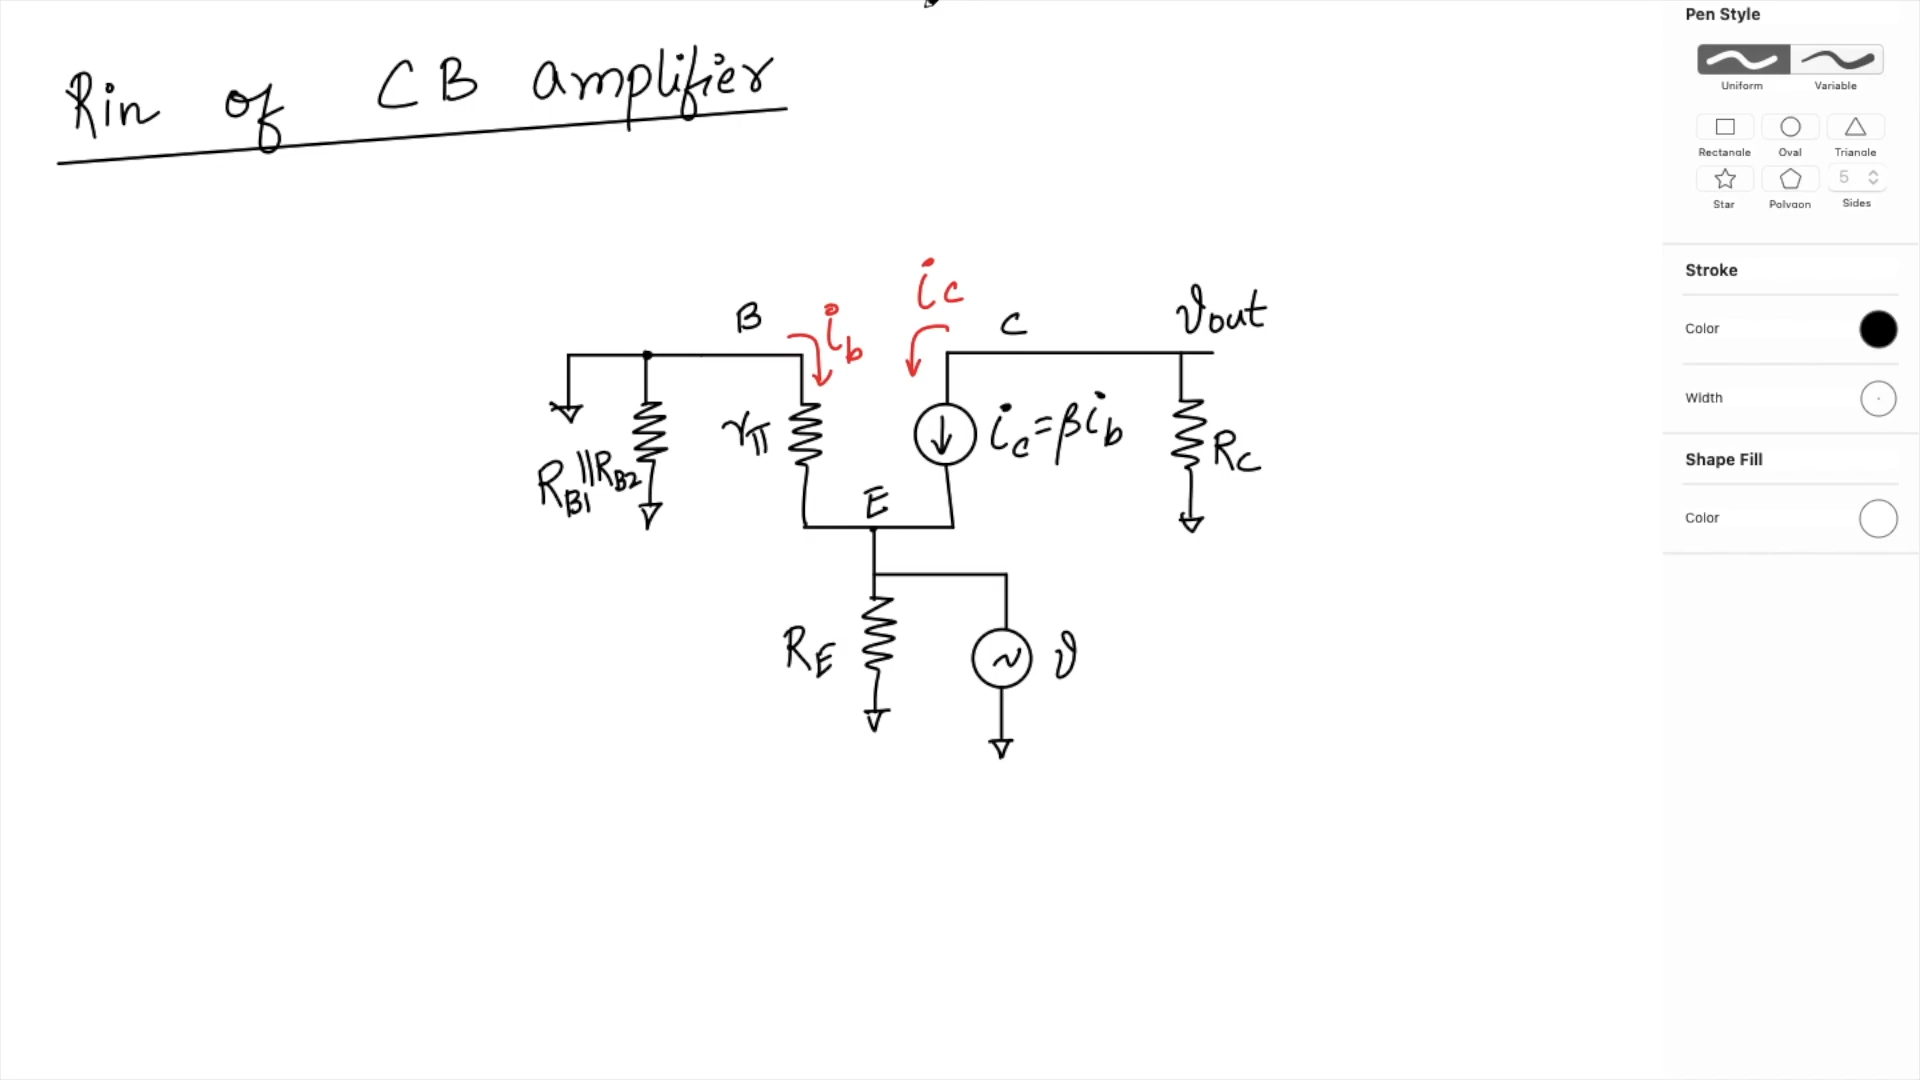 Rin of CB amplifier
ic
B
ib
C
vout
rπ
ic=βib
RC
RB1||RB2
E
RE
v
Pen Style
Uniform
Variable
Rectangle
Oval
Triangle
5
Star
Polygon
Sides
Stroke
Color
Width
Shape Fill
Color